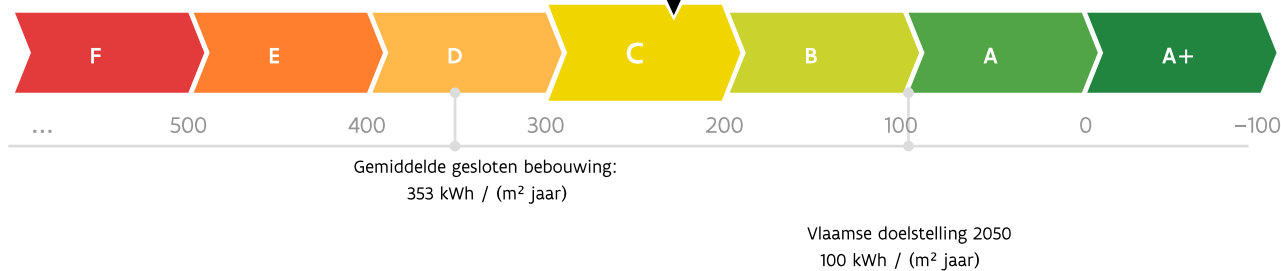 F E D C B A A+
... 500 400 300 200 100 0 –100
Gemiddelde gesloten bebouwing:
353 kWh / (m² jaar)
Vlaamse doelstelling 2050
100 kWh / (m² jaar)